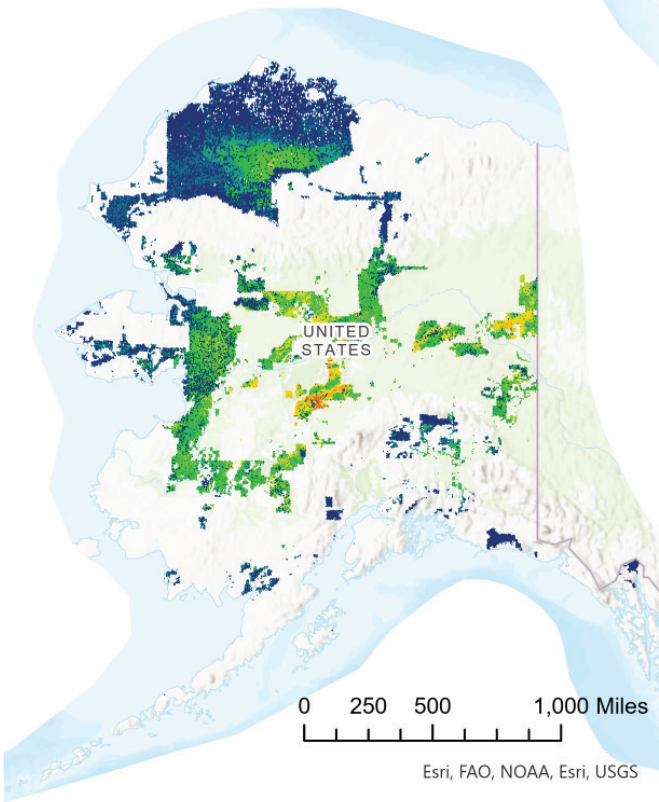 UNITED
STATES
0 250 500 1,000 Miles
Esri, FAO, NOAA, Esri, USGS